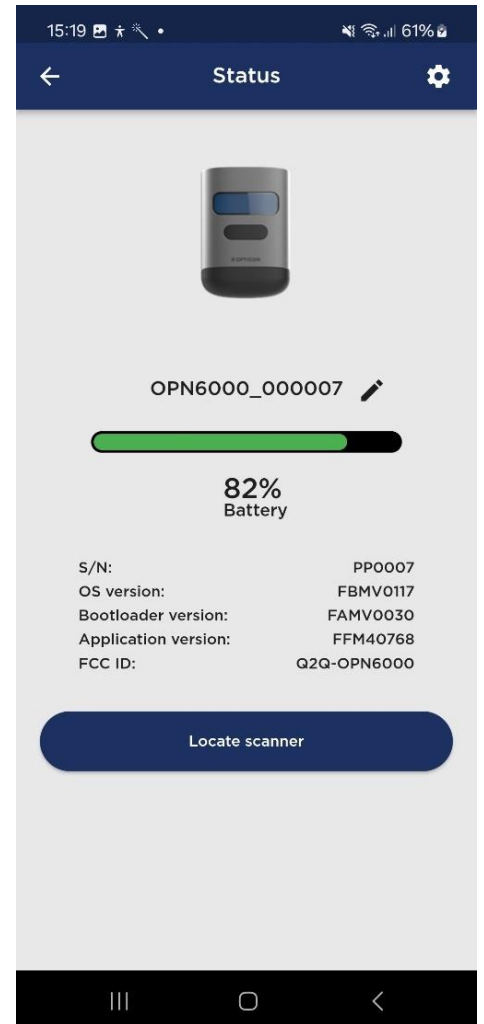 15:19 61%
Status
OPTICON
OPN6000_000007
82%
Battery
S/N: PP0007
OS version: FBMV0117
Bootloader version: FAMV0030
Application version: FFM40768
FCC ID: Q2Q-OPN6000
Locate scanner